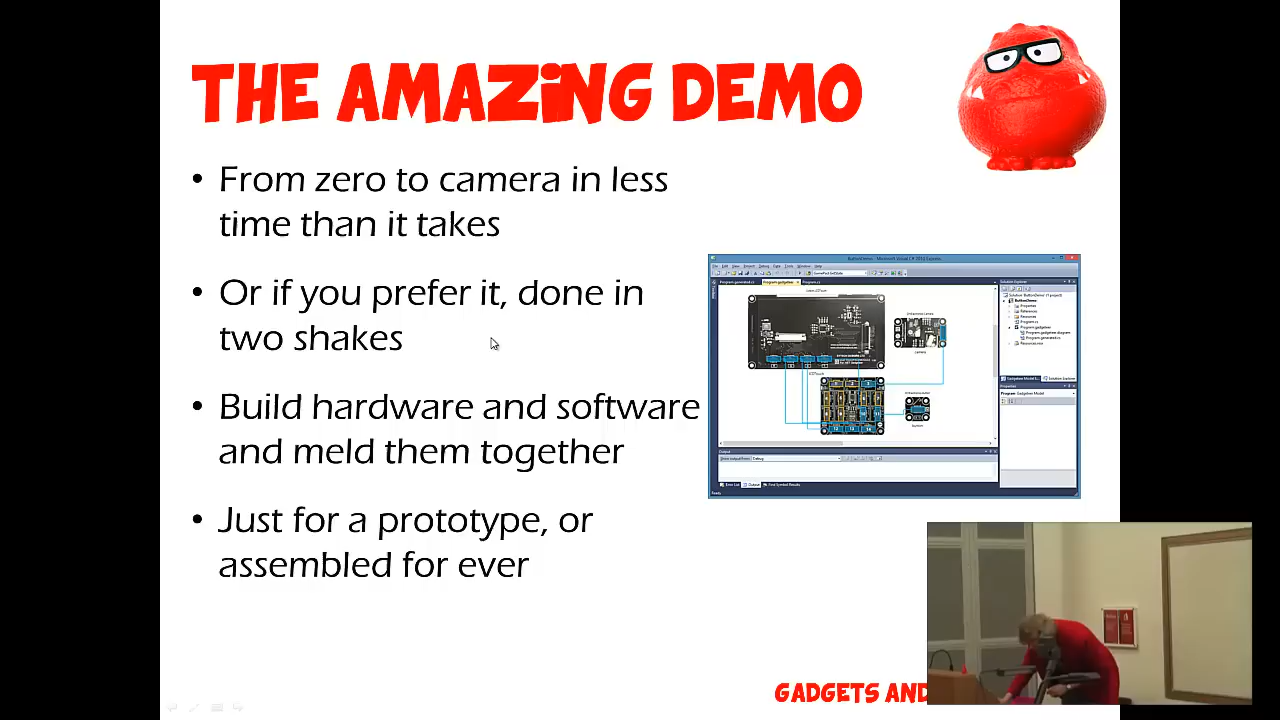 THE AMAZiNG DEMO
• From zero to camera in less
time than it takes
• Or if you prefer it, done in
two shakes
• Build hardware and software
and meld them together
• Just for a prototype, or
assembled for ever
GADGETS AND